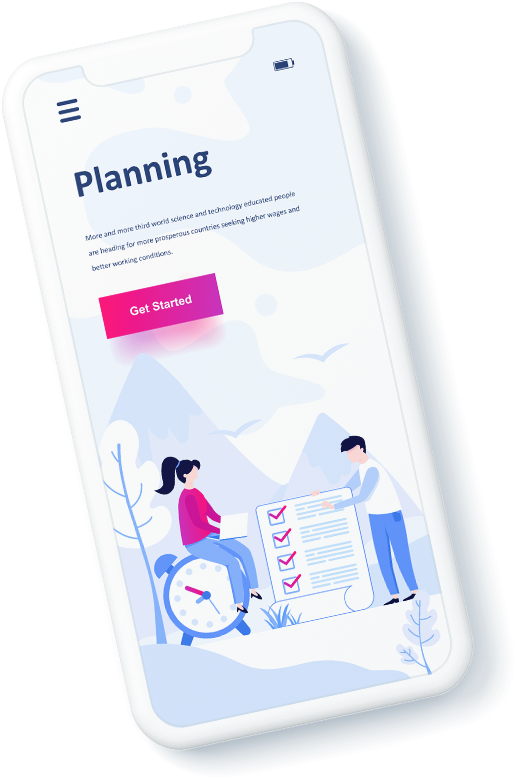 Planning
More and more third world science and technology educated people
are heading for more prosperous countries seeking higher wages and
better working conditions.
Get Started